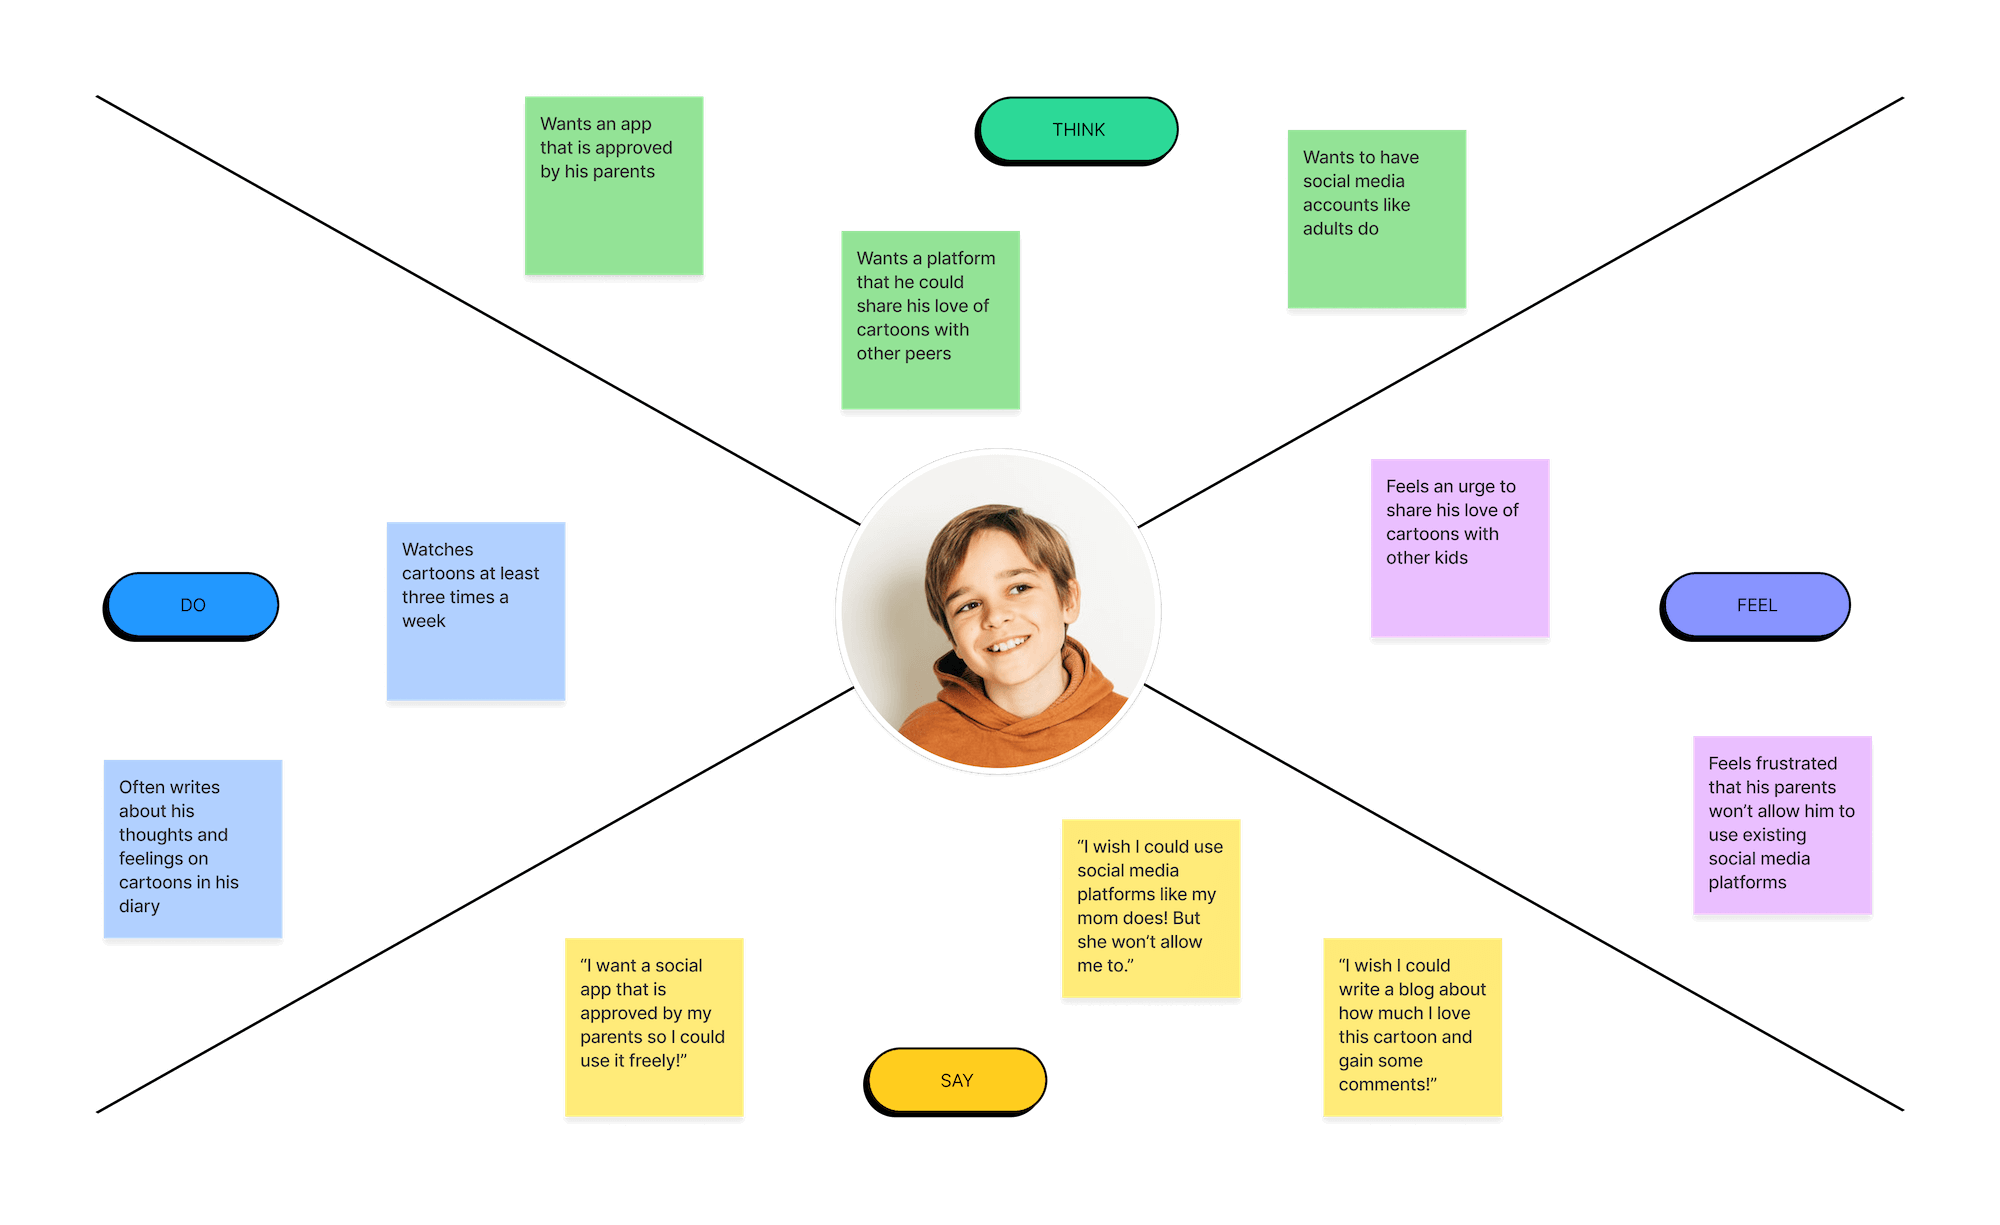 THINK
Wants an app
that is approved
by his parents
Wants a platform
that he could
share his love of
cartoons with
other peers
Wants to have
social media
accounts like
adults do
DO
Watches
cartoons at least
three times a
week
Often writes
about his
thoughts and
feelings on
cartoons in his
diary
FEEL
Feels an urge to
share his love of
cartoons with
other kids
Feels frustrated
that his parents
won’t allow him to
use existing
social media
platforms
SAY
“I want a social
app that is
approved by my
parents so I could
use it freely!”
“I wish I could use
social media
platforms like my
mom does! But
she won’t allow
me to.”
“I wish I could
write a blog about
how much I love
this cartoon and
gain some
comments!”